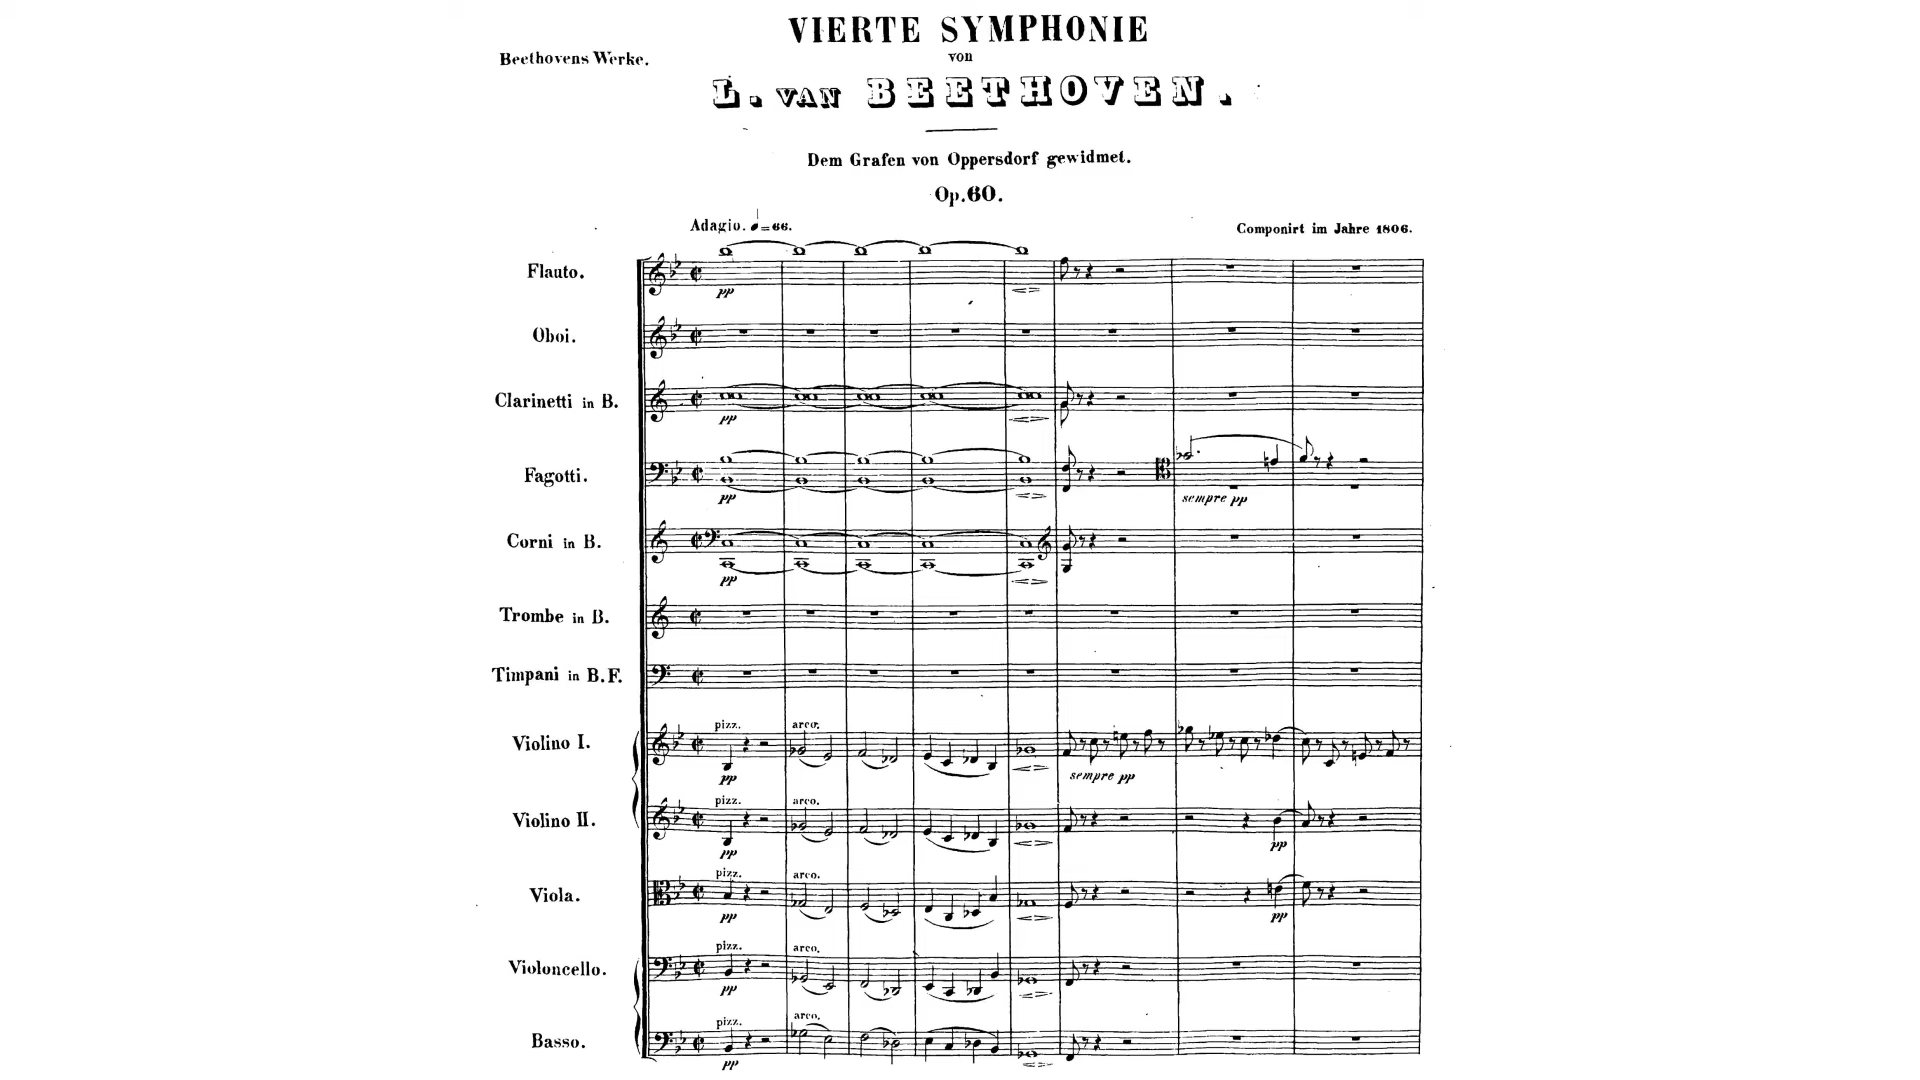 VIERTE SYMPHONIE
Beethovens Werke.
von
L. VAN BEETHOVEN.
Dem Grafen von Oppersdorf gewidmet.
Op. 60.
Adagio. ♩=66.
Componirt im Jahre 1806.
Flauto.
pp
Oboi.
Clarinetti in B.
pp
Fagotti.
pp
sempre pp
Corni in B.
pp
Trombe in B.
Timpani in B.F.
pizz. arco.
Violino I.
pp
sempre pp
pizz. arco.
Violino II.
pp pp
pizz. arco.
Viola.
pp pp
pizz. arco.
Violoncello.
pp
pizz. arco.
Basso.
pp